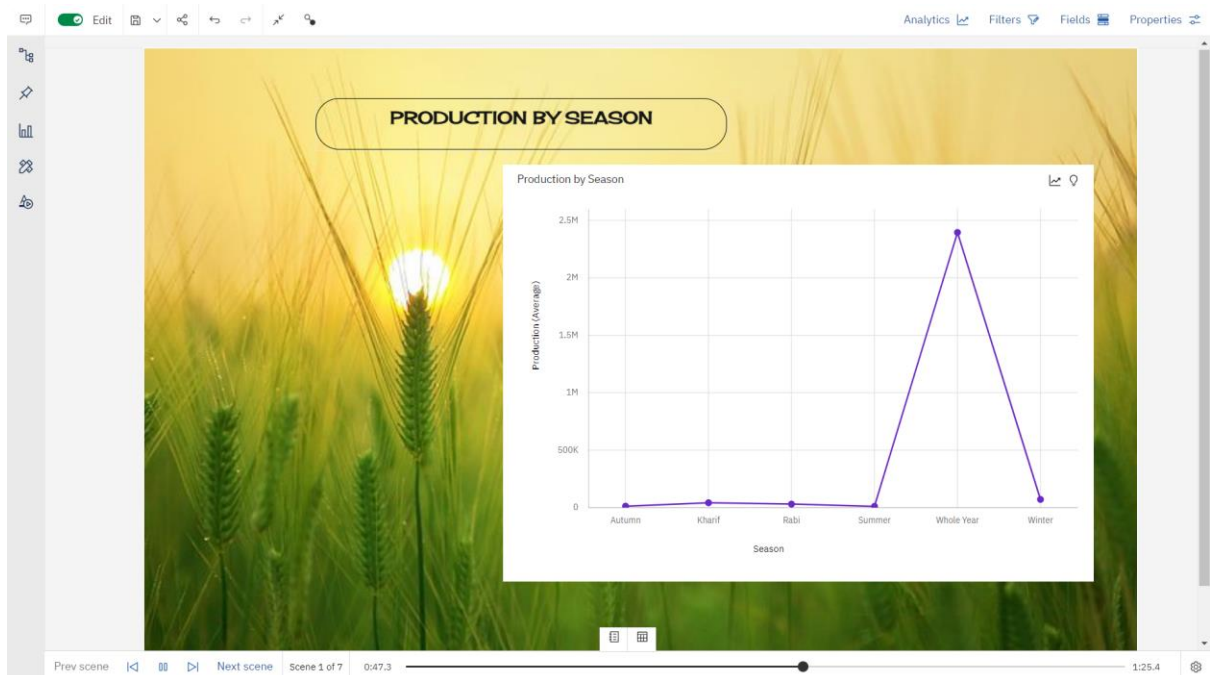 Edit
Analytics Filters Fields Properties
PRODUCTION BY SEASON
Production by Season
2.5M
2M
1.5M
1M
500K
0
Production (Average)
Autumn Kharif Rabi Summer Whole Year Winter
Season
Prev scene Next scene Scene 1 of 7 0:47.3 1:25.4